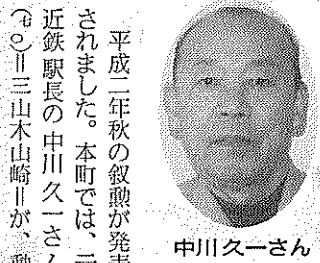 平成二年秋の叙勲が発表
されました。本町では、元
近鉄駅長の中川久一さん
＝三山木山崎＝が、勲
中川久一さん